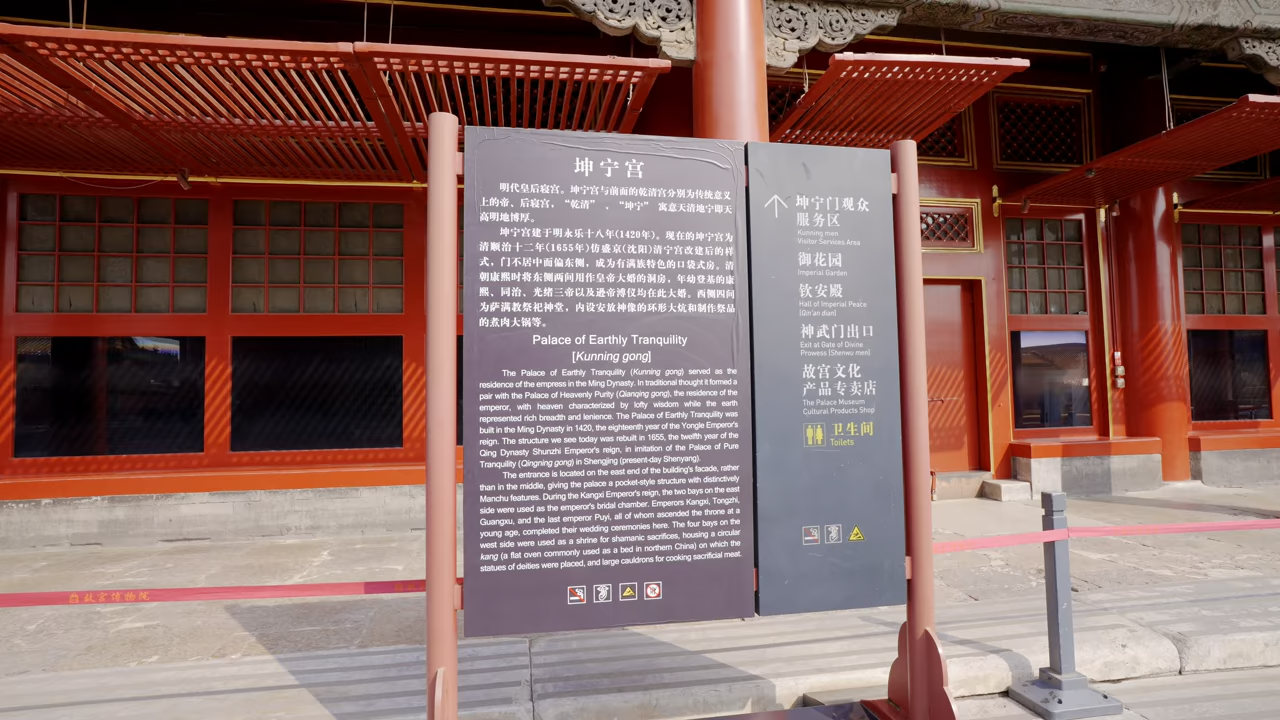 坤宁宫
明代皇后寝宫。坤宁宫与前面的乾清宫分别为传统意义
上的帝、后寝宫，“乾清”、“坤宁”寓意天清地宁即天
高明地博厚。
坤宁宫建于明永乐十八年(1420年)。现在的坤宁宫为
清顺治十二年(1655年)仿盛京(沈阳)清宁宫改建后的样
式，门不居中而偏东侧，成为有满族特色的口袋式房。清
朝康熙时将东侧两间用作皇帝大婚的洞房，年幼登基的康
熙、同治、光绪三帝以及逊帝溥仪均在此大婚。西侧四间
为萨满教祭祀神堂，内设安放神像的环形大炕和制作祭品
的煮肉大锅等。
Palace of Earthly Tranquility
[Kunning gong]
The Palace of Earthly Tranquility (Kunning gong) served as the
residence of the empress in the Ming Dynasty. In traditional thought it formed a
pair with the Palace of Heavenly Purity (Qianqing gong), the residence of the
emperor, with heaven characterized by lofty wisdom while the earth
represented rich breadth and lenience. The Palace of Earthly Tranquility was
built in the Ming Dynasty in 1420, the eighteenth year of the Yongle Emperor's
reign. The structure we see today was rebuilt in 1655, the twelfth year of the
Qing Dynasty Shunzhi Emperor's reign, in imitation of the Palace of Pure
Tranquility (Qingning gong) in Shengjing (present-day Shenyang).
The entrance is located on the east end of the building's facade, rather
than in the middle, giving the palace a pocket-style structure with distinctively
Manchu features. During the Kangxi Emperor's reign, the two bays on the east
side were used as the emperor's bridal chamber. Emperors Kangxi, Tongzhi,
Guangxu, and the last emperor Puyi, all of whom ascended the throne at a
young age, completed their wedding ceremonies here. The four bays on the
west side were used as a shrine for shamanic sacrifices, housing a circular
kang (a flat oven commonly used as a bed in northern China) on which the
statues of deities were placed, and large cauldrons for cooking sacrificial meat.
坤宁门观众
服务区
Kunning men
Visitor Services Area
御花园
Imperial Garden
钦安殿
Hall of Imperial Peace
(Qin'an dian)
神武门出口
Exit at Gate of Divine
Prowess (Shenwu men)
故宫文化
产品专卖店
The Palace Museum
Cultural Products Shop
卫生间
Toilets
故宫博物院